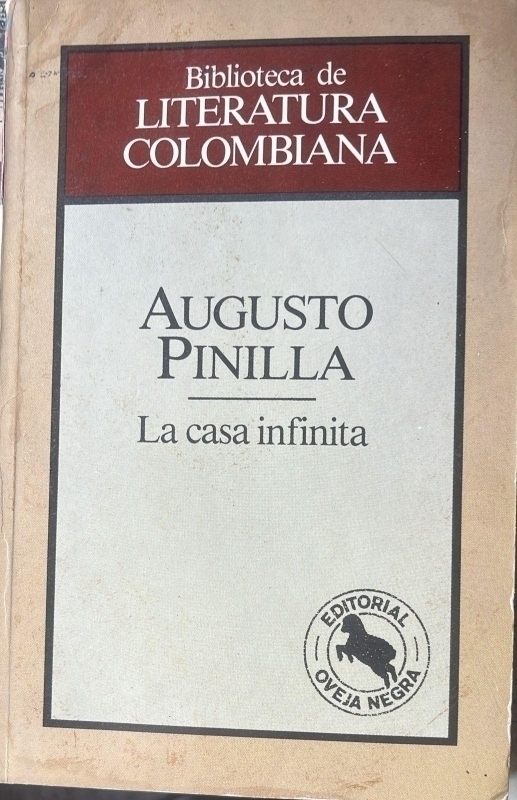 Biblioteca de
LITERATURA
COLOMBIANA
AUGUSTO
PINILLA
La casa infinita
EDITORIAL
OVEJA NEGRA